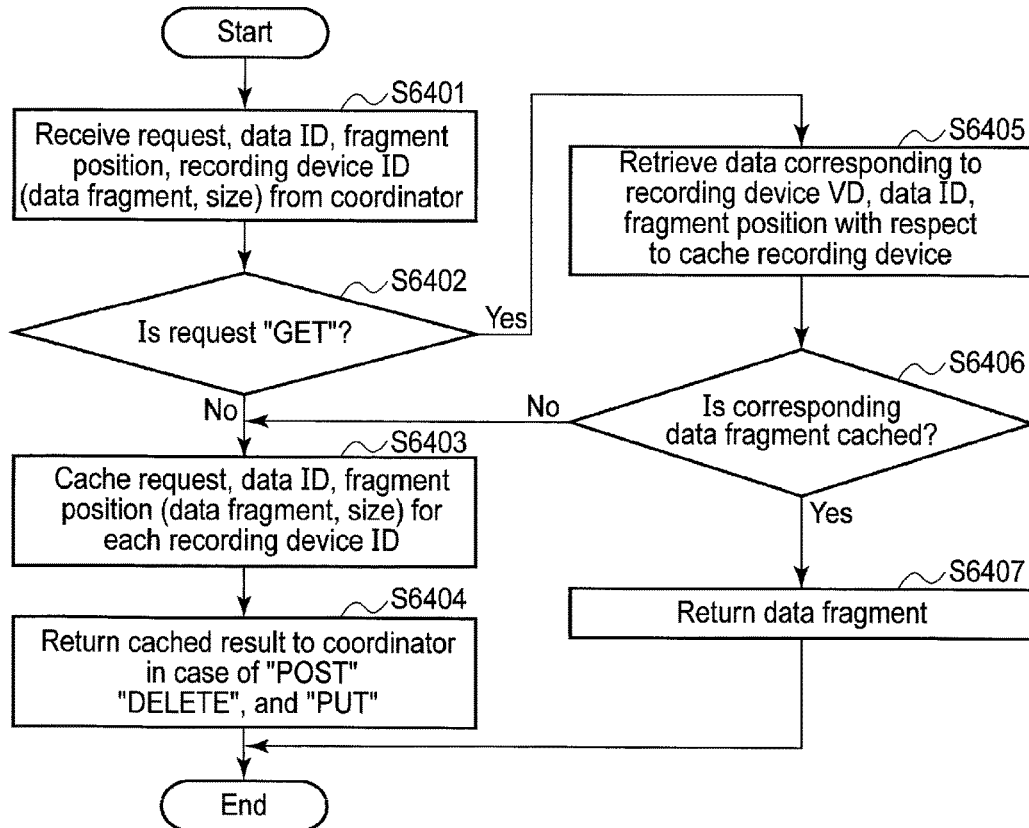 Start
S6401
Receive request, data ID, fragment
position, recording device ID
(data fragment, size) from coordinator
S6402
Is request "GET"?
Yes
No
S6403
Cache request, data ID, fragment
position (data fragment, size) for
each recording device ID
S6404
Return cached result to coordinator
in case of "POST"
"DELETE", and "PUT"
End
S6405
Retrieve data corresponding to
recording device VD, data ID,
fragment position with respect
to cache recording device
S6406
Is corresponding
data fragment cached?
No
Yes
S6407
Return data fragment